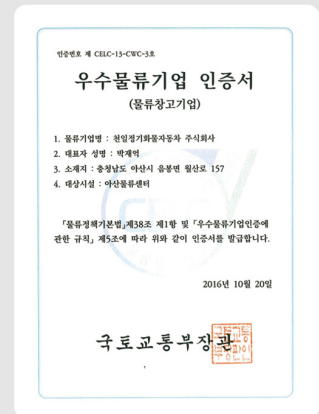 인증번호 제 CELC-13-CWC-3호
우수물류기업 인증서
(물류창고기업)
1. 물류기업명 : 천일정기화물자동차 주식회사
2. 대표자 성명 : 박재억
3. 소재지 : 충청남도 아산시 음봉면 월산로 157
4. 대상시설 : 아산물류센터
「물류정책기본법」제38조 제1항 및 「우수물류기업인증에
관한 규칙」 제5조에 따라 위와 같이 인증서를 발급합니다.
2016년 10월 20일
국토교통부장관